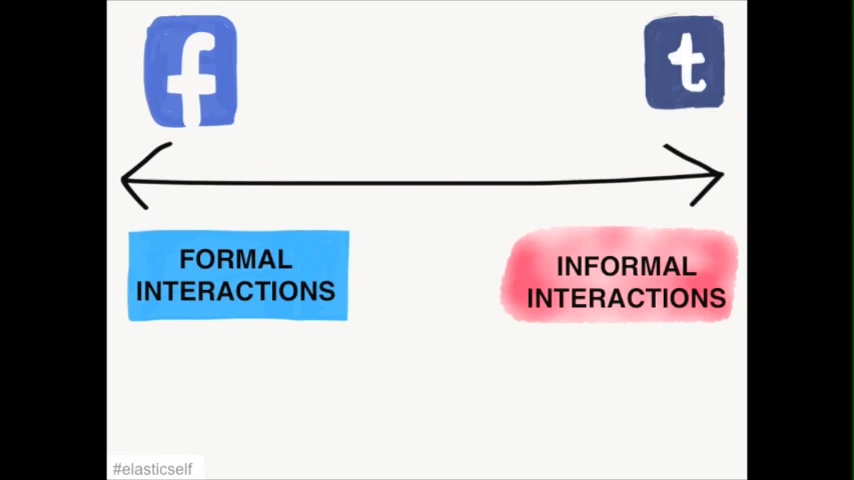 f
t
FORMAL
INTERACTIONS
INFORMAL
INTERACTIONS
#elasticself